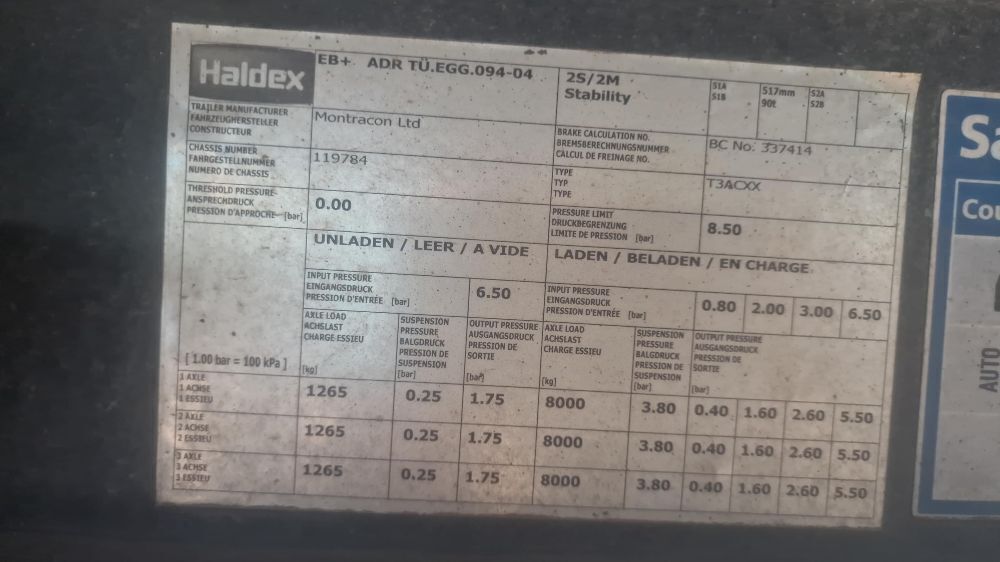 Haldex
EB+ ADR TÜ.EGG.094-04
2S/2M
Stability
S1A
S1B
517mm
90t
S2A
S2B
TRAILER MANUFACTURER
FAHRZEUGHERSTELLER
CONSTRUCTEUR
Montracon Ltd
BRAKE CALCULATION NO.
BREMSBERECHNUNGSNUMMER
CALCUL DE FREINAGE NO.
BC No: 337414
CHASSIS NUMBER
FAHRGESTELLNUMMER
NUMERO DE CHASSIS
119784
TYPE
TYP
TYPE
T3ACXX
THRESHOLD PRESSURE
ANSPRECHDRUCK
PRESSION D'APPROCHE [bar]
0.00
PRESSURE LIMIT
DRUCKBEGRENZUNG
LIMITE DE PRESSION [bar]
8.50
UNLADEN / LEER / A VIDE
LADEN / BELADEN / EN CHARGE
INPUT PRESSURE
EINGANGSDRUCK
PRESSION D'ENTRÉE [bar]
6.50
INPUT PRESSURE
EINGANGSDRUCK
PRESSION D'ENTRÉE [bar]
0.80 2.00 3.00 6.50
[ 1.00 bar = 100 kPa ]
AXLE LOAD
ACHSLAST
CHARGE ESSIEU
[kg]
SUSPENSION
PRESSURE
BALGDRUCK
PRESSION DE
SUSPENSION
[bar]
OUTPUT PRESSURE
AUSGANGSDRUCK
PRESSION DE
SORTIE
[bar]
AXLE LOAD
ACHSLAST
CHARGE ESSIEU
[kg]
SUSPENSION
PRESSURE
BALGDRUCK
PRESSION DE
SUSPENSION
[bar]
OUTPUT PRESSURE
AUSGANGSDRUCK
PRESSION DE
SORTIE
[bar]
1 AXLE
1 ACHSE
1 ESSIEU
1265 0.25 1.75 8000 3.80 0.40 1.60 2.60 5.50
2 AXLE
2 ACHSE
2 ESSIEU
1265 0.25 1.75 8000 3.80 0.40 1.60 2.60 5.50
3 AXLE
3 ACHSE
3 ESSIEU
1265 0.25 1.75 8000 3.80 0.40 1.60 2.60 5.50
AUTO